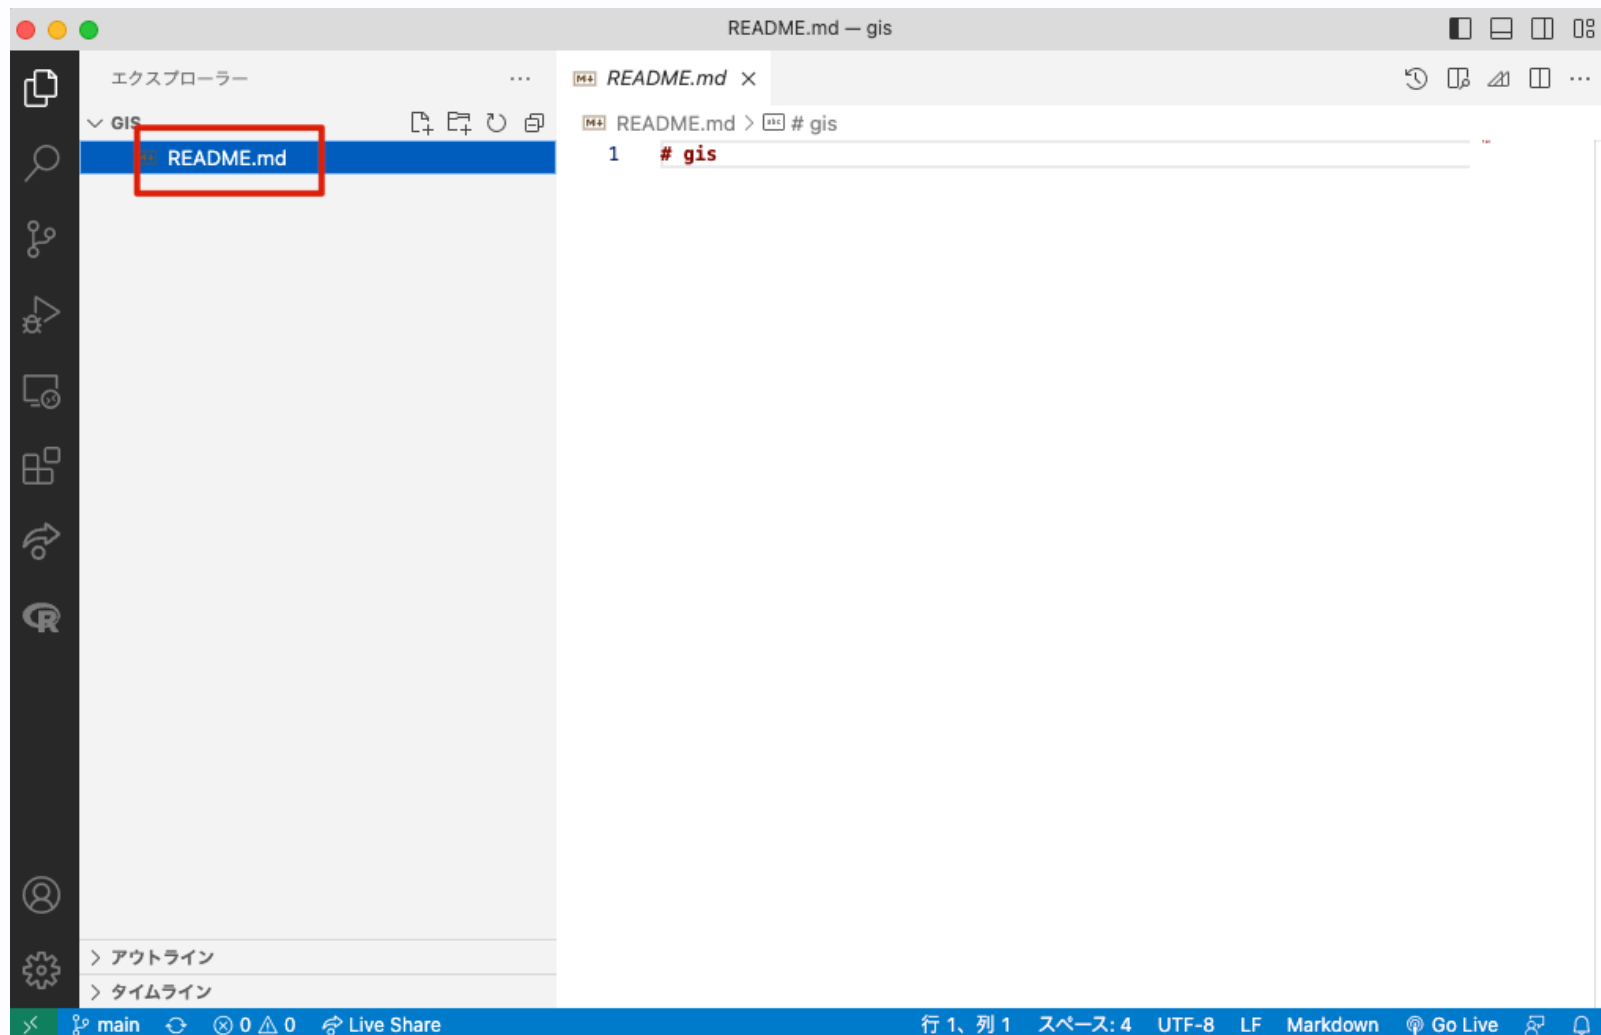 README.md — gis
エクスプローラー
README.md
GIS
README.md > # gis
README.md
1 # gis
アウトライン
タイムライン
main 0 0 Live Share 行 1、列 1 スペース: 4 UTF-8 LF Markdown Go Live